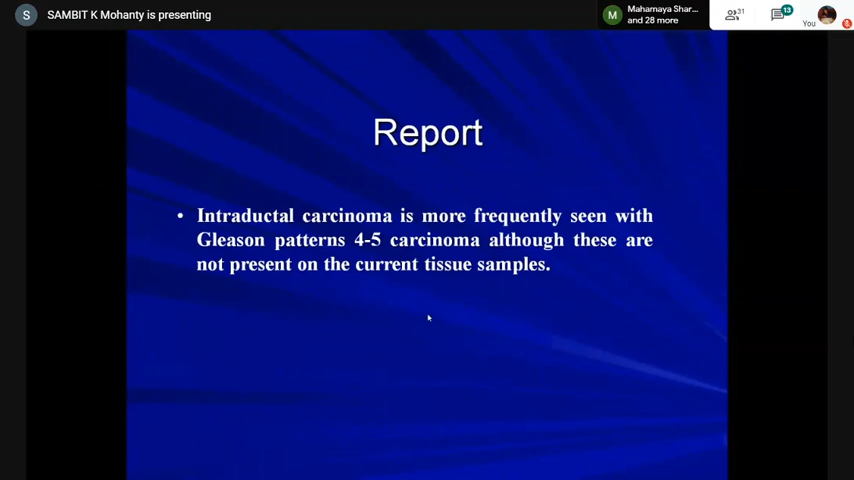 S SAMBIT K Mohanty is presenting
M Mahamaya Shar...
and 28 more
31
13
You
Report
• Intraductal carcinoma is more frequently seen with
Gleason patterns 4-5 carcinoma although these are
not present on the current tissue samples.